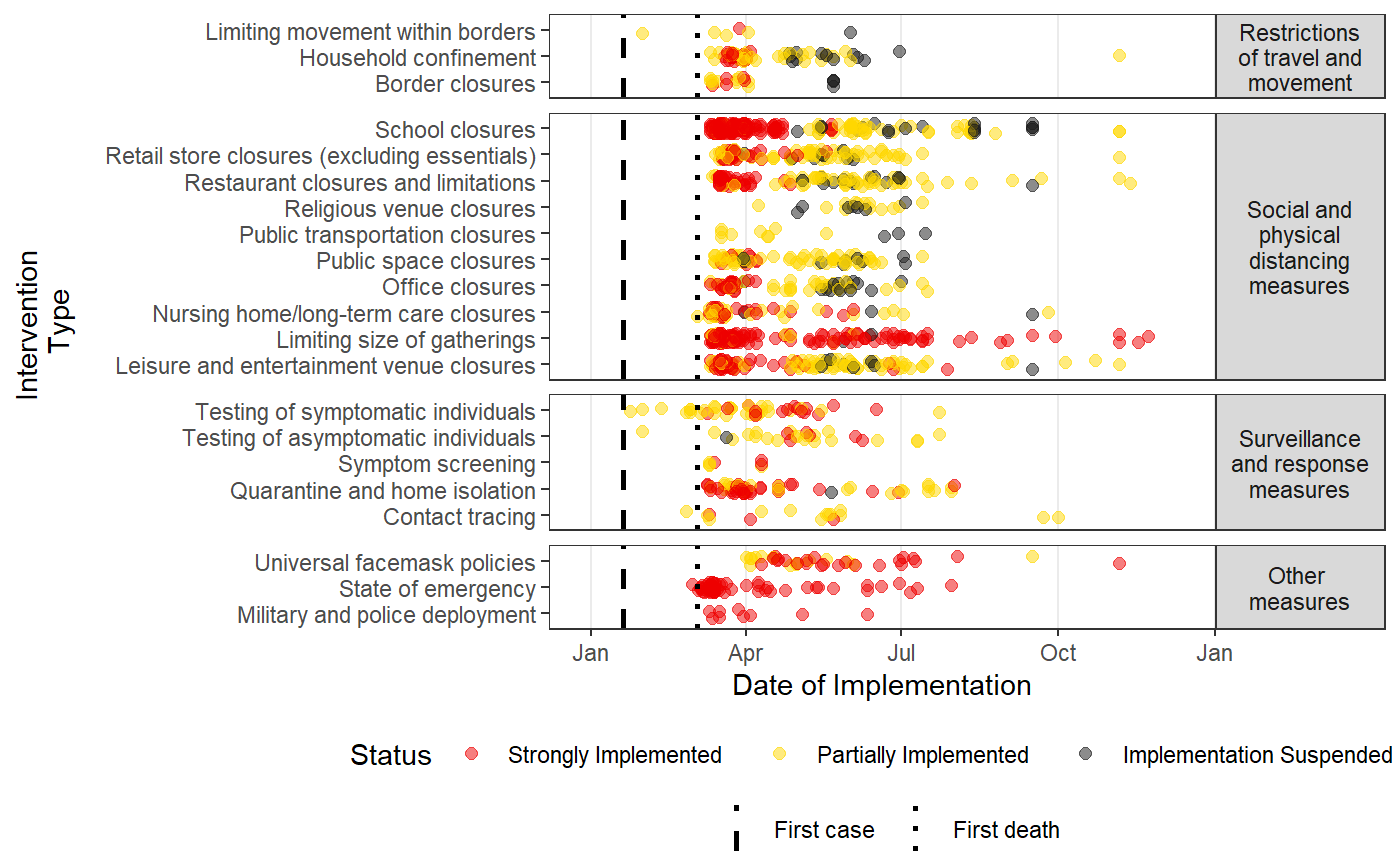 Intervention
Type
Limiting movement within borders
Household confinement
Border closures
Restrictions
of travel and
movement
School closures
Retail store closures (excluding essentials)
Restaurant closures and limitations
Religious venue closures
Public transportation closures
Public space closures
Office closures
Nursing home/long-term care closures
Limiting size of gatherings
Leisure and entertainment venue closures
Social and
physical
distancing
measures
Testing of symptomatic individuals
Testing of asymptomatic individuals
Symptom screening
Quarantine and home isolation
Contact tracing
Surveillance
and response
measures
Universal facemask policies
State of emergency
Military and police deployment
Other
measures
Jan Apr Jul Oct Jan
Date of Implementation
Status Strongly Implemented Partially Implemented Implementation Suspended
First case First death